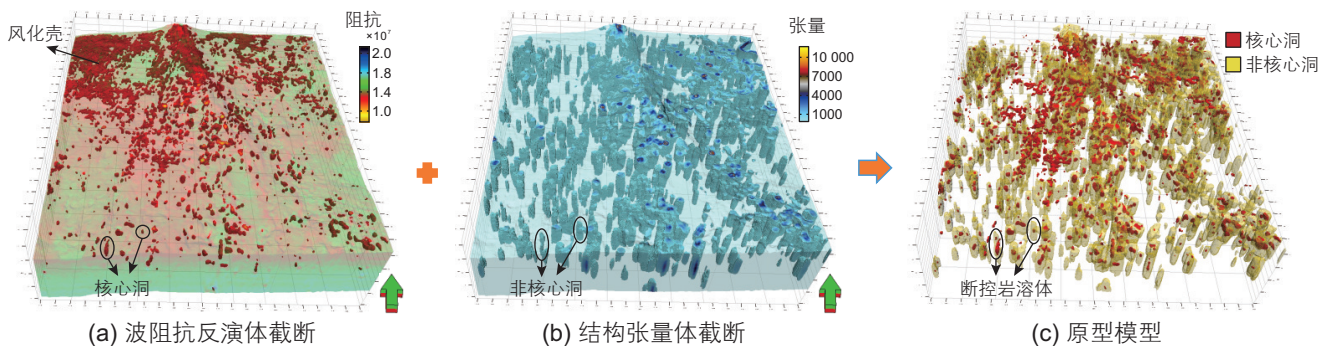 风化壳
阻抗
×10⁷
2.0
1.8
1.4
1.0
核心洞
(a) 波阻抗反演体截断
张量
10 000
7000
4000
1000
非核心洞
(b) 结构张量体截断
核心洞
非核心洞
断控岩溶体
(c) 原型模型